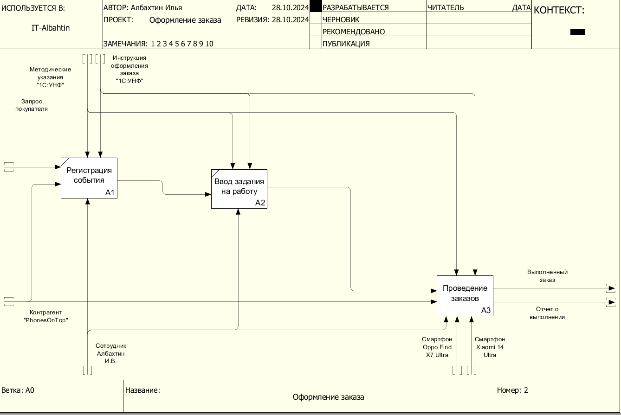 ИСПОЛЬЗУЕТСЯ В:
IT-Albahtin
АВТОР: Албахтин Илья
ПРОЕКТ: Оформление заказа
ДАТА: 28.10.2024
РЕВИЗИЯ: 28.10.2024
ЗАМЕЧАНИЯ: 1 2 3 4 5 6 7 8 9 10
РАЗРАБАТЫВАЕТСЯ
ЧЕРНОВИК
РЕКОМЕНДОВАНО
ПУБЛИКАЦИЯ
ЧИТАТЕЛЬ
ДАТА
КОНТЕКСТ:
Методические
указания
"1С:УНФ"
Инструкция
оформления
заказа
"1С:УНФ"
Запрос
покупателя
Регистрация
события
A1
Ввод задания
на работу
A2
Проведение
заказов
A3
Выполненный
заказ
Отчет о
выполнении
Контрагент
"PhonesOnTop"
Сотрудник
Албахтин
И.В.
Смартфон
Oppo Find
X7 Ultra
Смартфон
Xiaomi 14
Ultra
Ветка: A0
Название:
Оформление заказа
Номер: 2